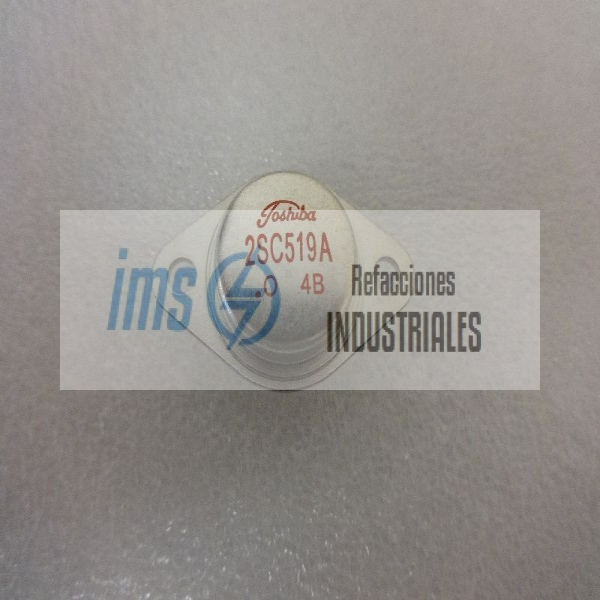 Toshiba
2SC519A
.O 4B
ims
Refacciones
INDUSTRIALES